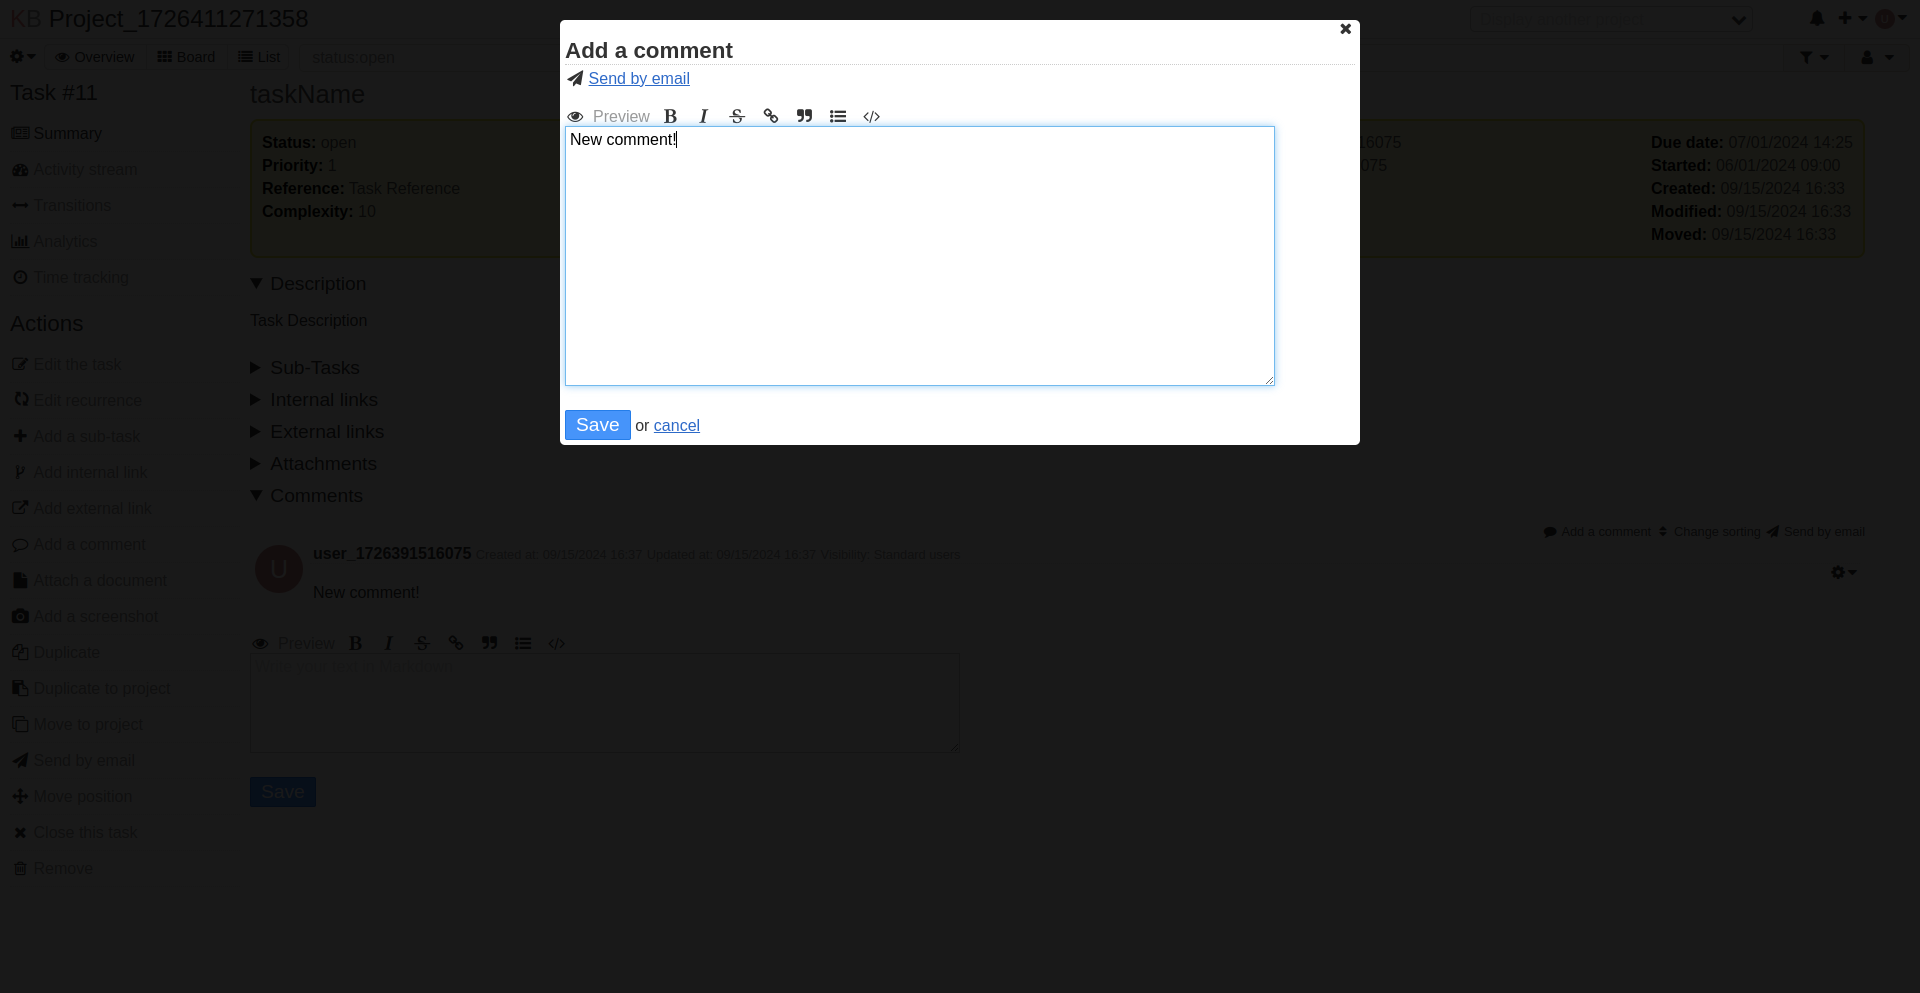 KB Project_1726411271358
Overview
Board
List
status:open
Task #11
Summary
Activity stream
Transitions
Analytics
Time tracking
Actions
Edit the task
Edit recurrence
Add a sub-task
Add internal link
Add external link
Add a comment
Attach a document
Add a screenshot
Duplicate
Duplicate to project
Move to project
Send by email
Move position
Close this task
Remove
taskName
Status: open
Priority: 1
Reference: Task Reference
Complexity: 10
16075
075
Due date: 07/01/2024 14:25
Started: 06/01/2024 09:00
Created: 09/15/2024 16:33
Modified: 09/15/2024 16:33
Moved: 09/15/2024 16:33
Description
Task Description
Sub-Tasks
Internal links
External links
Attachments
Comments
Add a comment Change sorting Send by email
U user_1726391516075 Created at: 09/15/2024 16:37 Updated at: 09/15/2024 16:37 Visibility: Standard users
New comment!
Preview B I S
Write your text in Markdown
Save
Add a comment
Send by email
Preview B I S
New comment!
Save or cancel